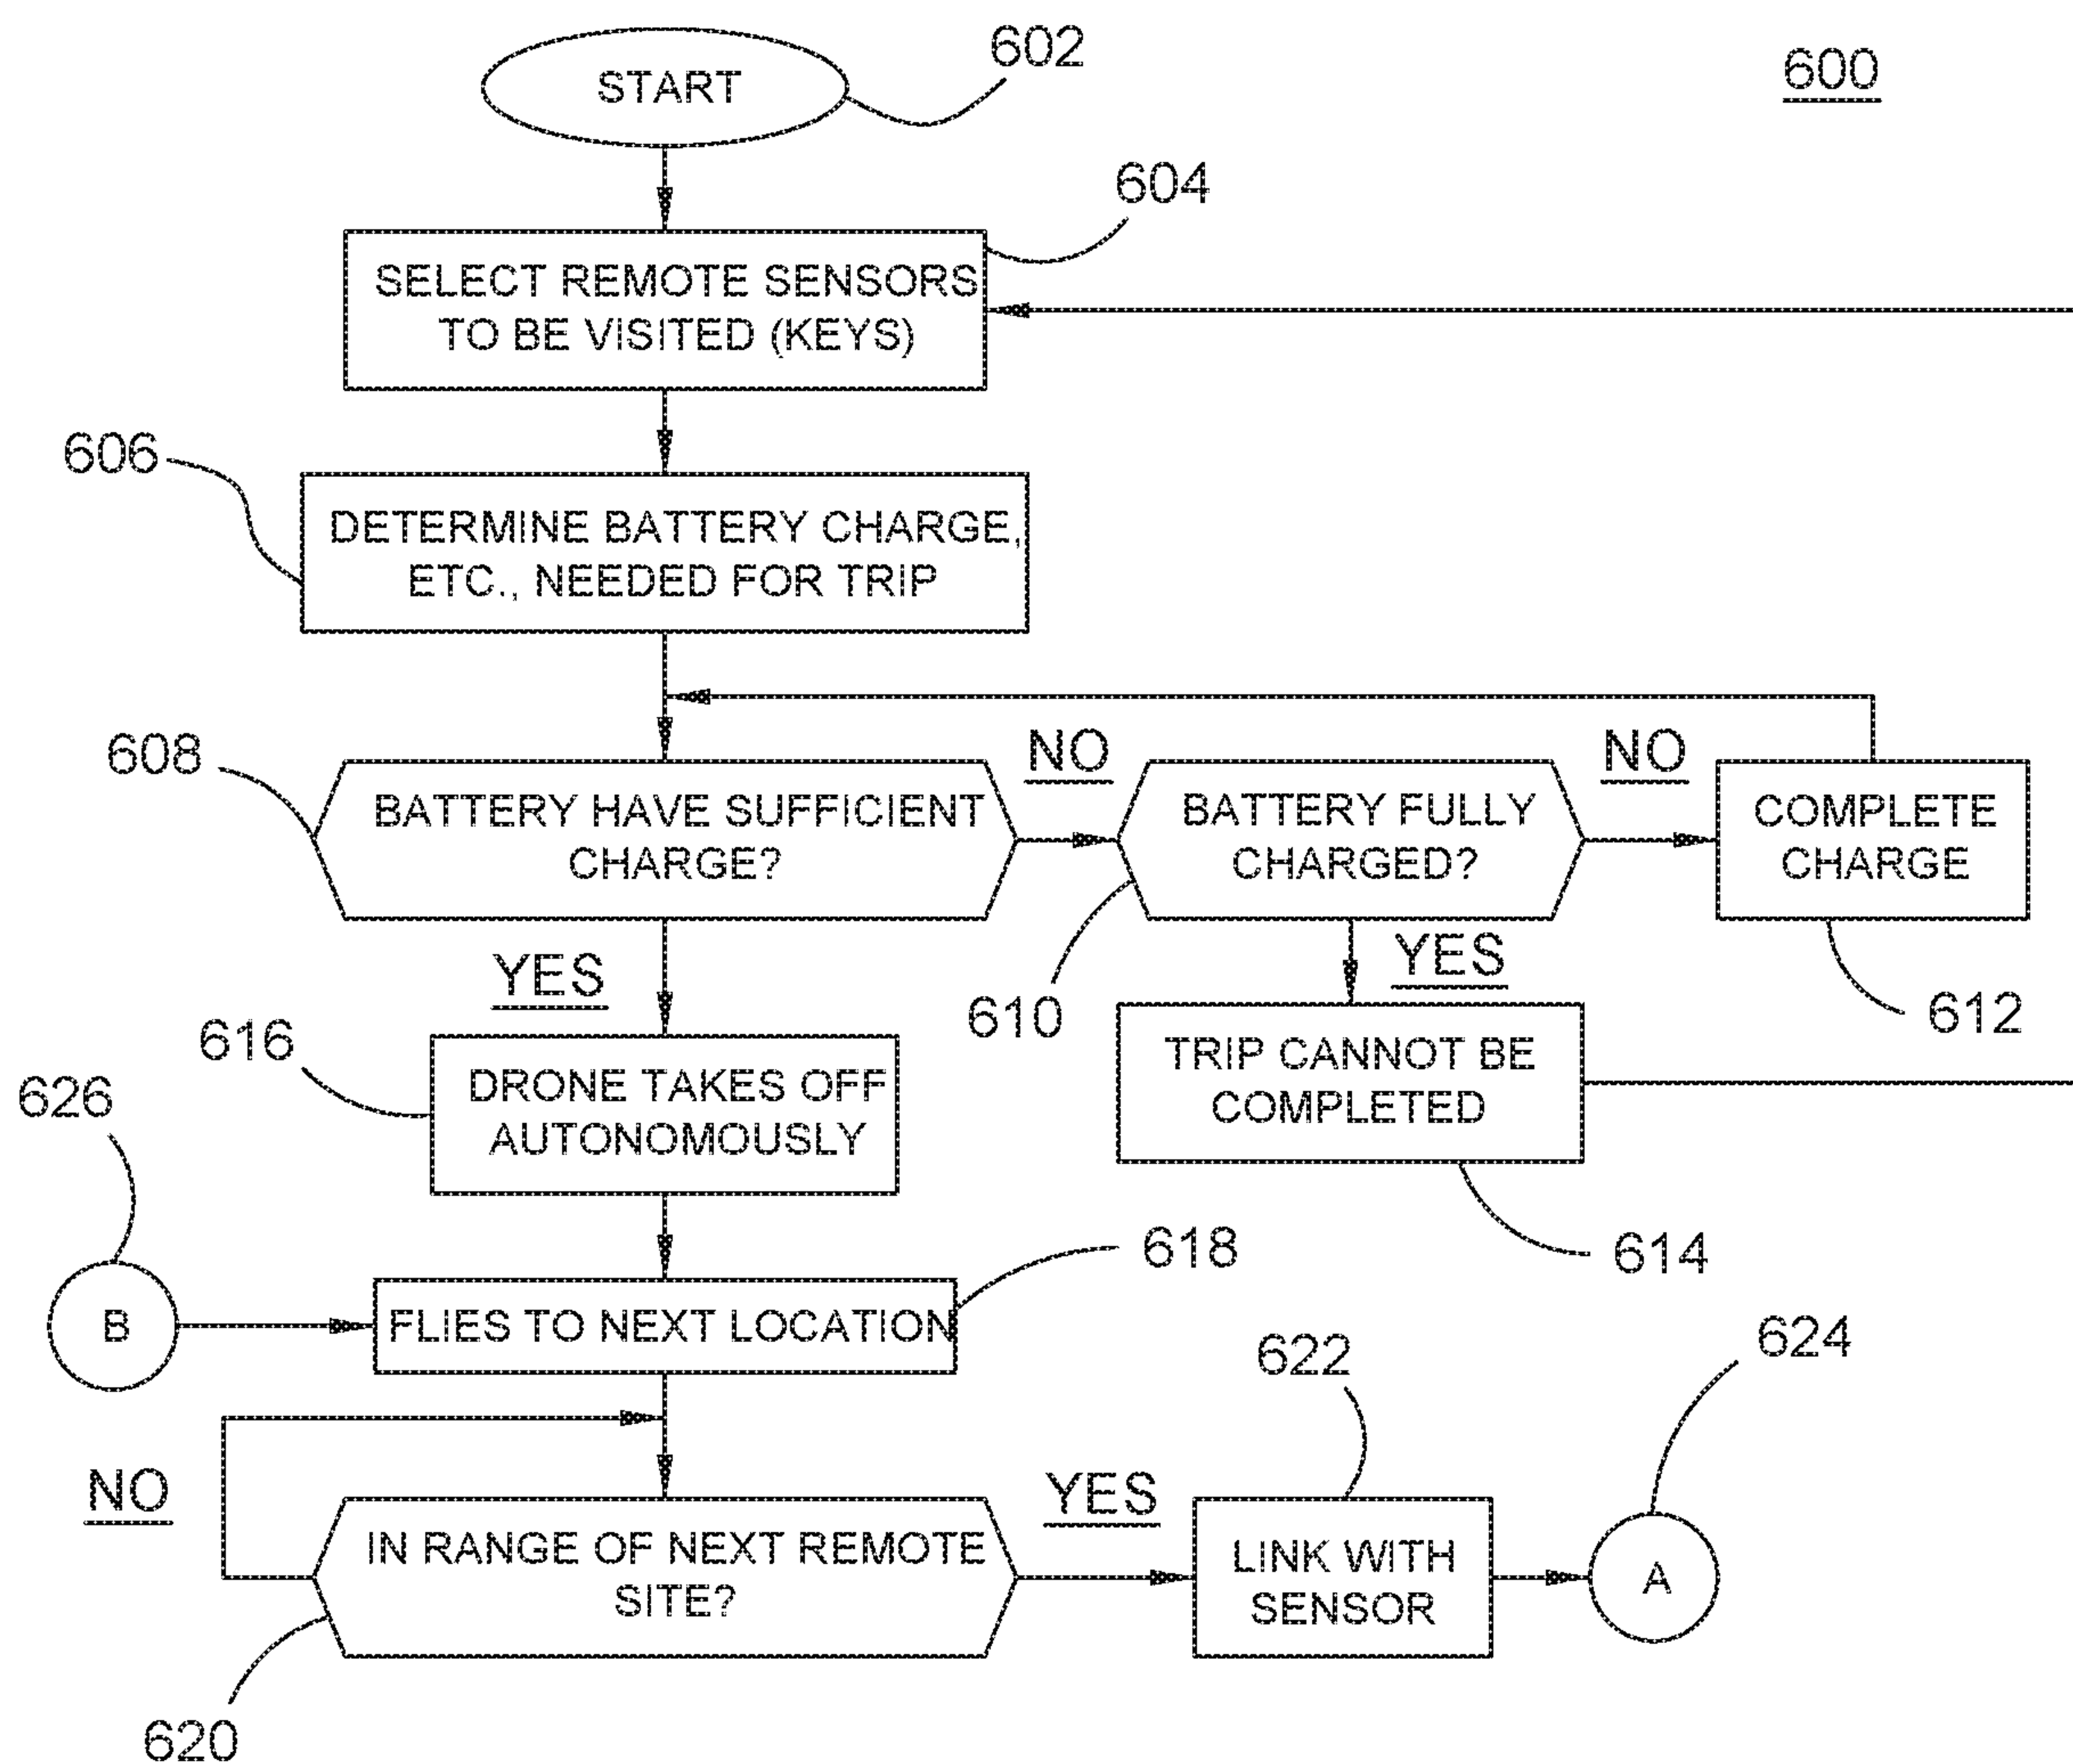 602
600
START
604
SELECT REMOTE SENSORS
TO BE VISITED (KEYS)
606
DETERMINE BATTERY CHARGE,
ETC., NEEDED FOR TRIP
608
NO
NO
BATTERY HAVE SUFFICIENT
CHARGE?
BATTERY FULLY
CHARGED?
COMPLETE
CHARGE
YES
YES
610
612
616
DRONE TAKES OFF
AUTONOMOUSLY
TRIP CANNOT BE
COMPLETED
626
618
614
B
FLIES TO NEXT LOCATION
622
624
NO
YES
IN RANGE OF NEXT REMOTE
SITE?
LINK WITH
SENSOR
A
620